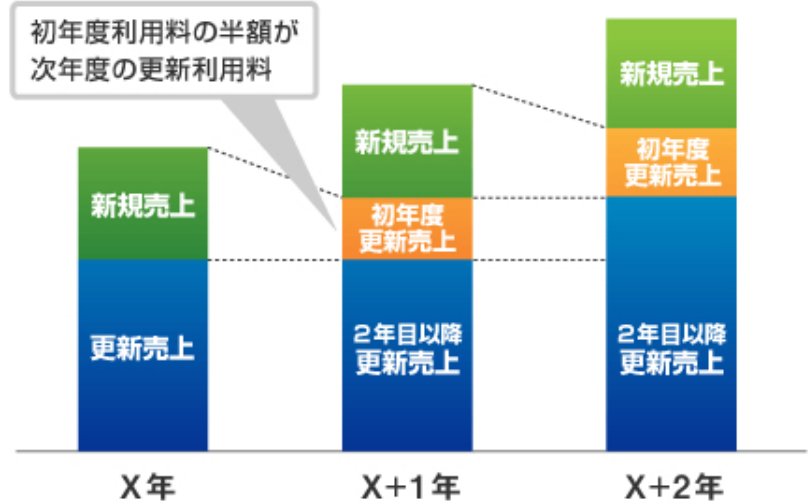 初年度利用料の半額が
次年度の更新利用料
新規売上
更新売上
X年
新規売上
初年度
更新売上
2年目以降
更新売上
X+1年
新規売上
初年度
更新売上
2年目以降
更新売上
X+2年